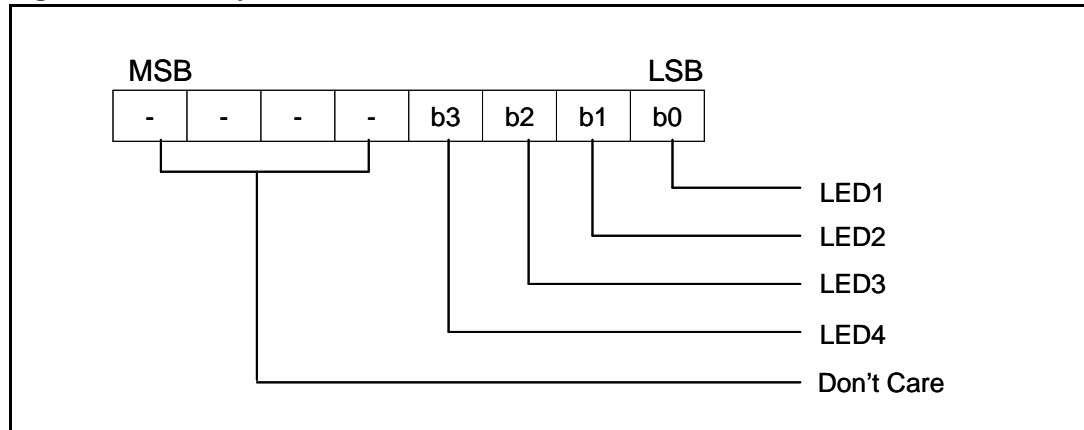 MSB LSB
- - - - b3 b2 b1 b0
LED1
LED2
LED3
LED4
Don't Care